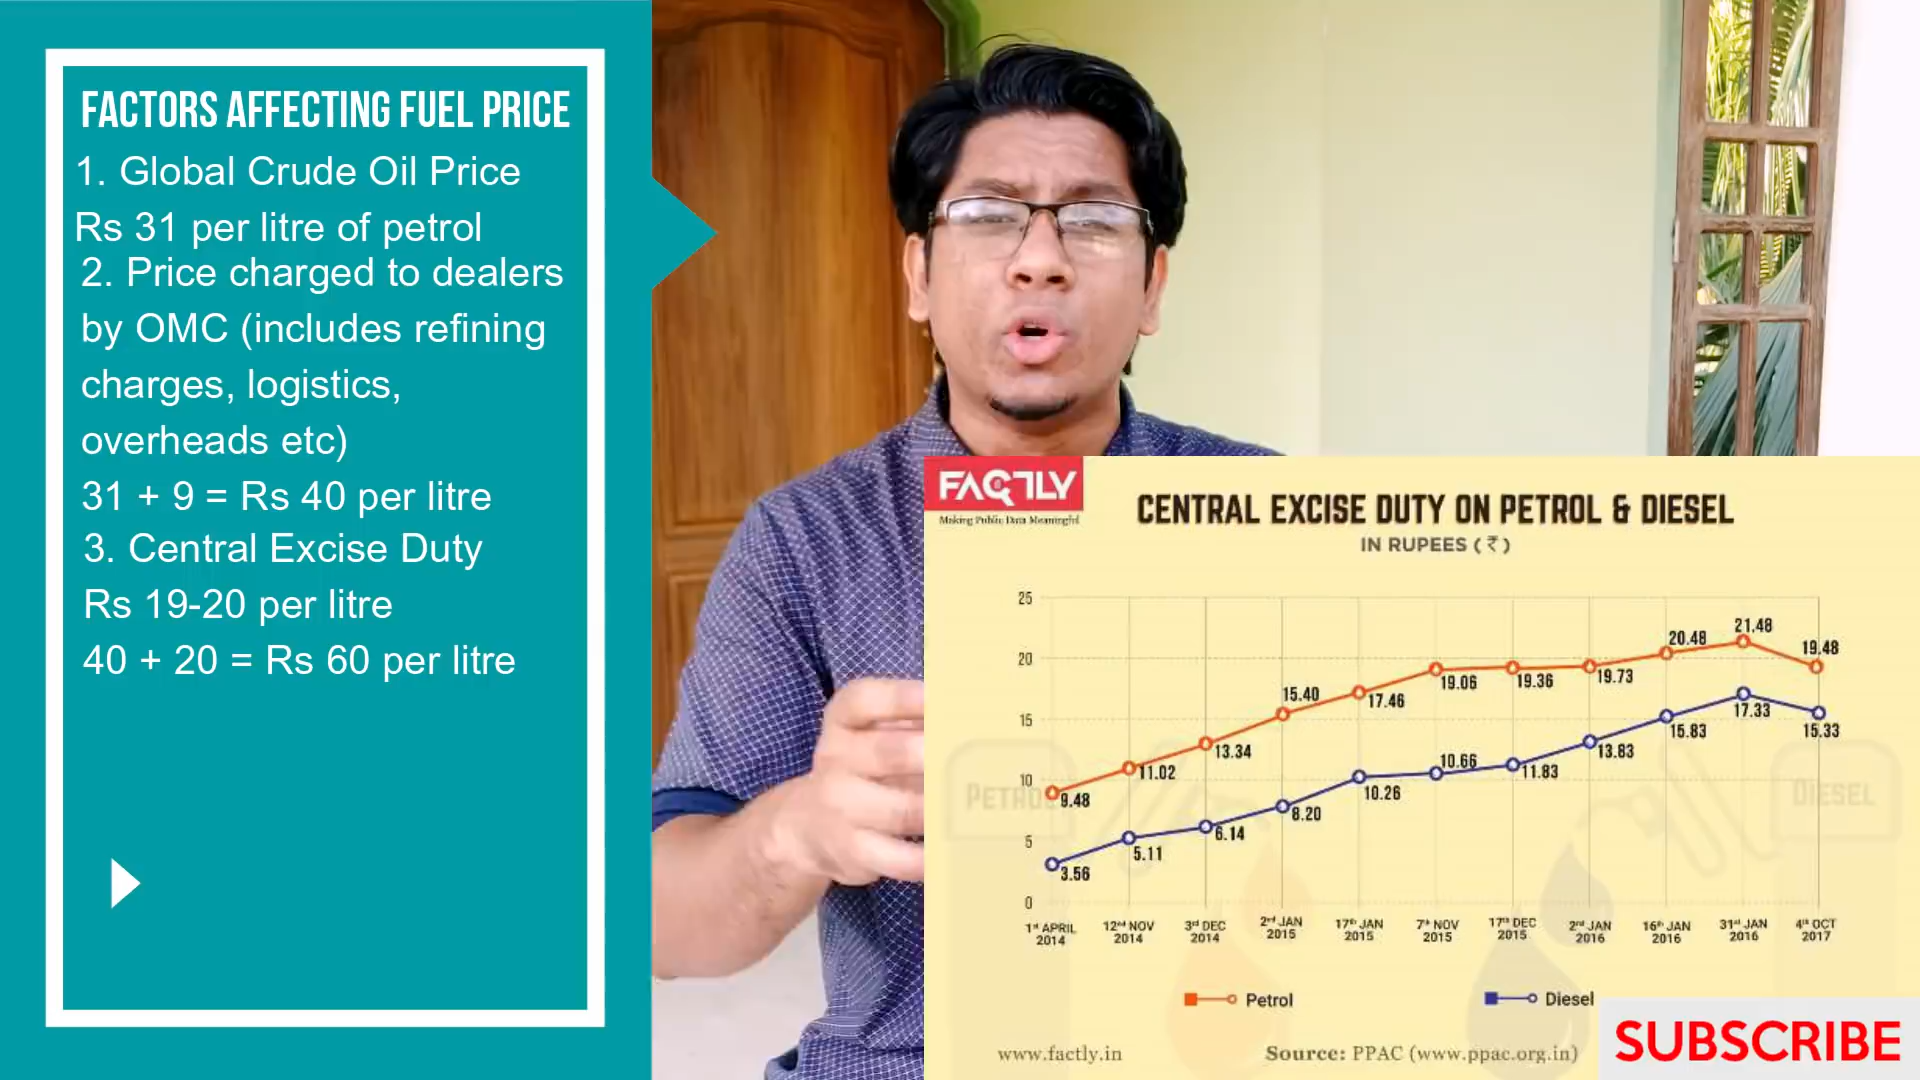 FACTORS AFFECTING FUEL PRICE
1. Global Crude Oil Price
Rs 31 per litre of petrol
2. Price charged to dealers
by OMC (includes refining
charges, logistics,
overheads etc)
31 + 9 = Rs 40 per litre
3. Central Excise Duty
Rs 19-20 per litre
40 + 20 = Rs 60 per litre
FACTLY
Making Public Data Meaningful
CENTRAL EXCISE DUTY ON PETROL & DIESEL
IN RUPEES (₹)
25
20
15
10
5
0
9.48
11.02
13.34
15.40
17.46
19.06
19.36
19.73
20.48
21.48
19.48
3.56
5.11
6.14
8.20
10.26
10.66
11.83
13.83
15.83
17.33
15.33
PETROL
DIESEL
1st APRIL 
2014
12nd NOV
2014
3rd DEC
2014
2nd JAN
2015
17th JAN
2015
7th NOV
2015
17th DEC
2015
2nd JAN
2016
16th JAN
2016
31st JAN
2016
4th OCT
2017
Petrol
Diesel
www.factly.in
Source: PPAC (www.ppac.org.in)
SUBSCRIBE